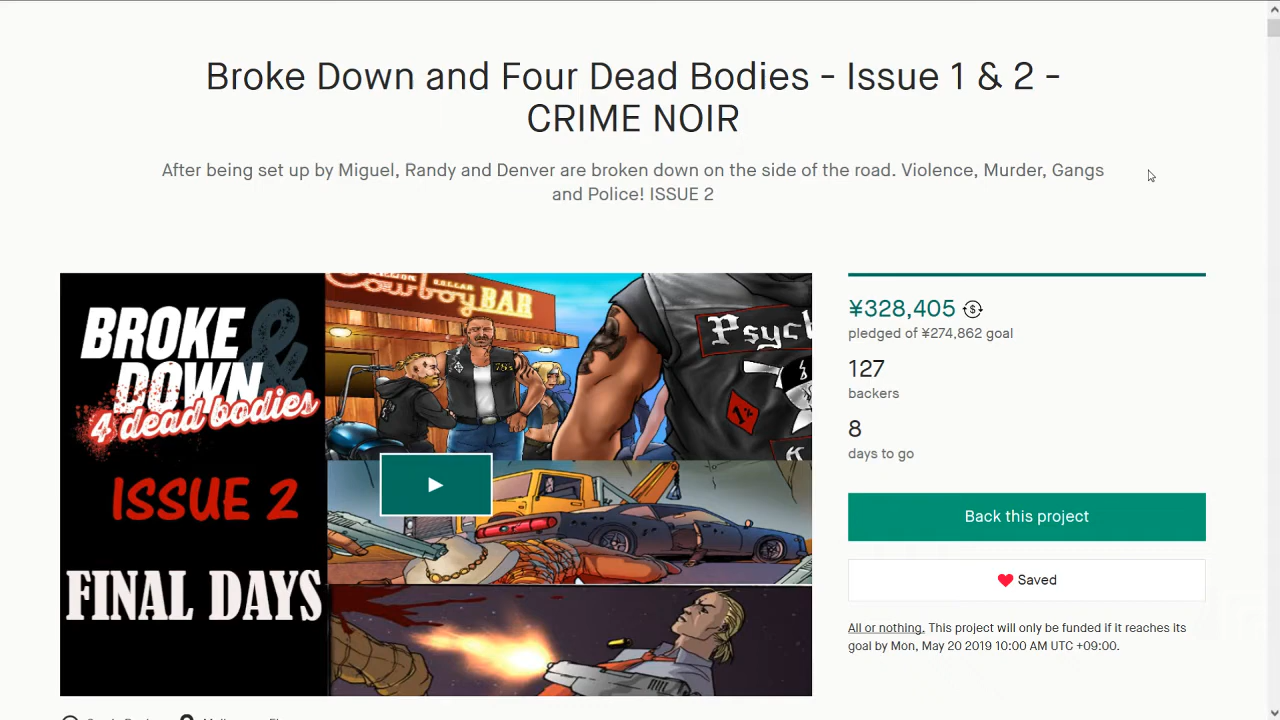 Broke Down and Four Dead Bodies - Issue 1 & 2 -
CRIME NOIR
After being set up by Miguel, Randy and Denver are broken down on the side of the road. Violence, Murder, Gangs
and Police! ISSUE 2
BROKE &
DOWN
4 dead bodies
ISSUE 2
FINAL DAYS
DOLLAR
Cowboy BAR
Psych
¥328,405
pledged of ¥274,862 goal
127
backers
8
days to go
Back this project
Saved
All or nothing. This project will only be funded if it reaches its
goal by Mon, May 20 2019 10:00 AM UTC +09:00.